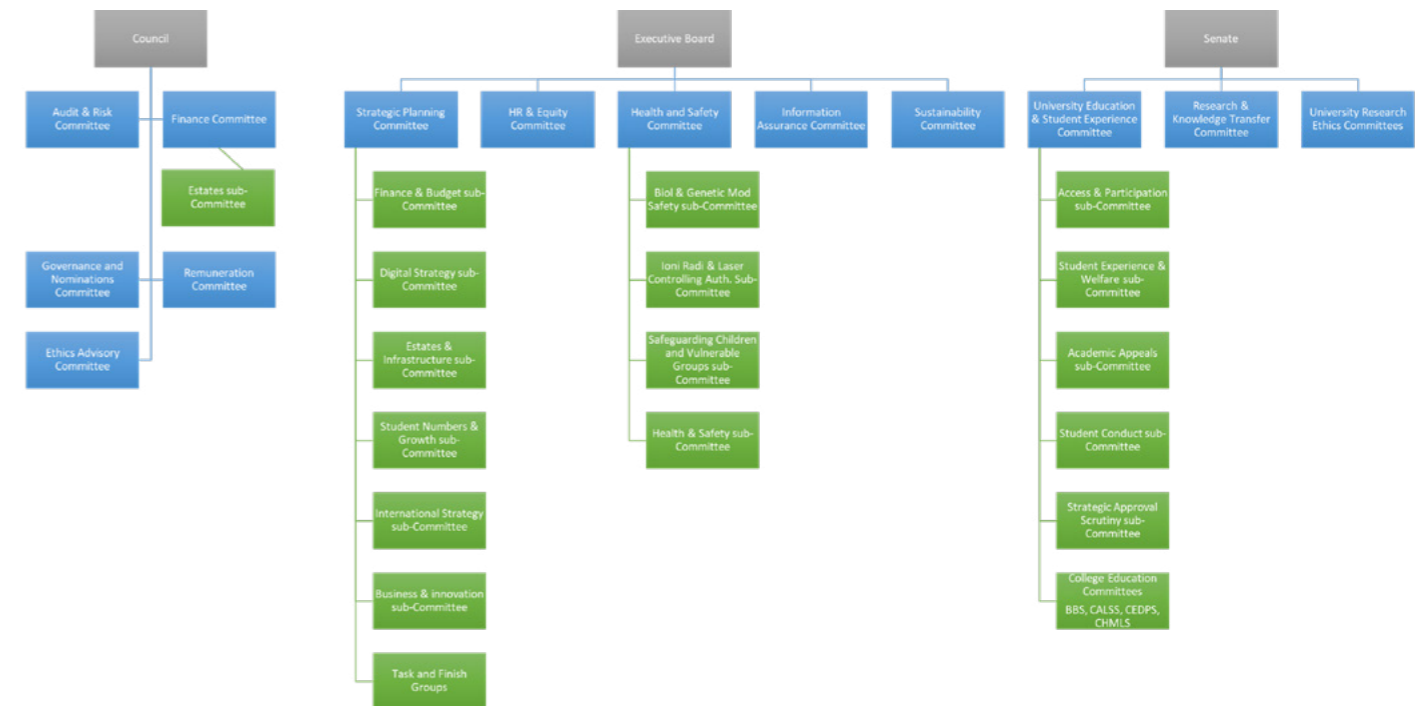 Council
Executive Board
Senate
Audit & Risk
Committee
Finance Committee
Strategic Planning
Committee
HR & Equity
Committee
Health and Safety
Committee
Information
Assurance Committee
Sustainability
Committee
University Education
& Student Experience
Committee
Research &
Knowledge Transfer
Committee
University Research
Ethics Committees
Estates sub-
Committee
Finance & Budget sub-
Committee
Biol & Genetic Mod
Safety sub-Committee
Access & Participation
sub-Committee
Governance and
Nominations
Committee
Remuneration
Committee
Digital Strategy sub-
Committee
Ioni Radi & Laser
Controlling Auth. Sub-
Committee
Student Experience &
Welfare sub-
Committee
Ethics Advisory
Committee
Estates &
Infrastructure sub-
Committee
Safeguarding Children
and Vulnerable
Groups sub-
Committee
Academic Appeals
sub-Committee
Student Numbers &
Growth sub-
Committee
Health & Safety sub-
Committee
Student Conduct sub-
Committee
International Strategy
sub-Committee
Strategic Approval
Scrutiny sub-
Committee
Business & innovation
sub-Committee
College Education
Committees
BBS, CALSS, CEDPS,
CHMLS
Task and Finish
Groups